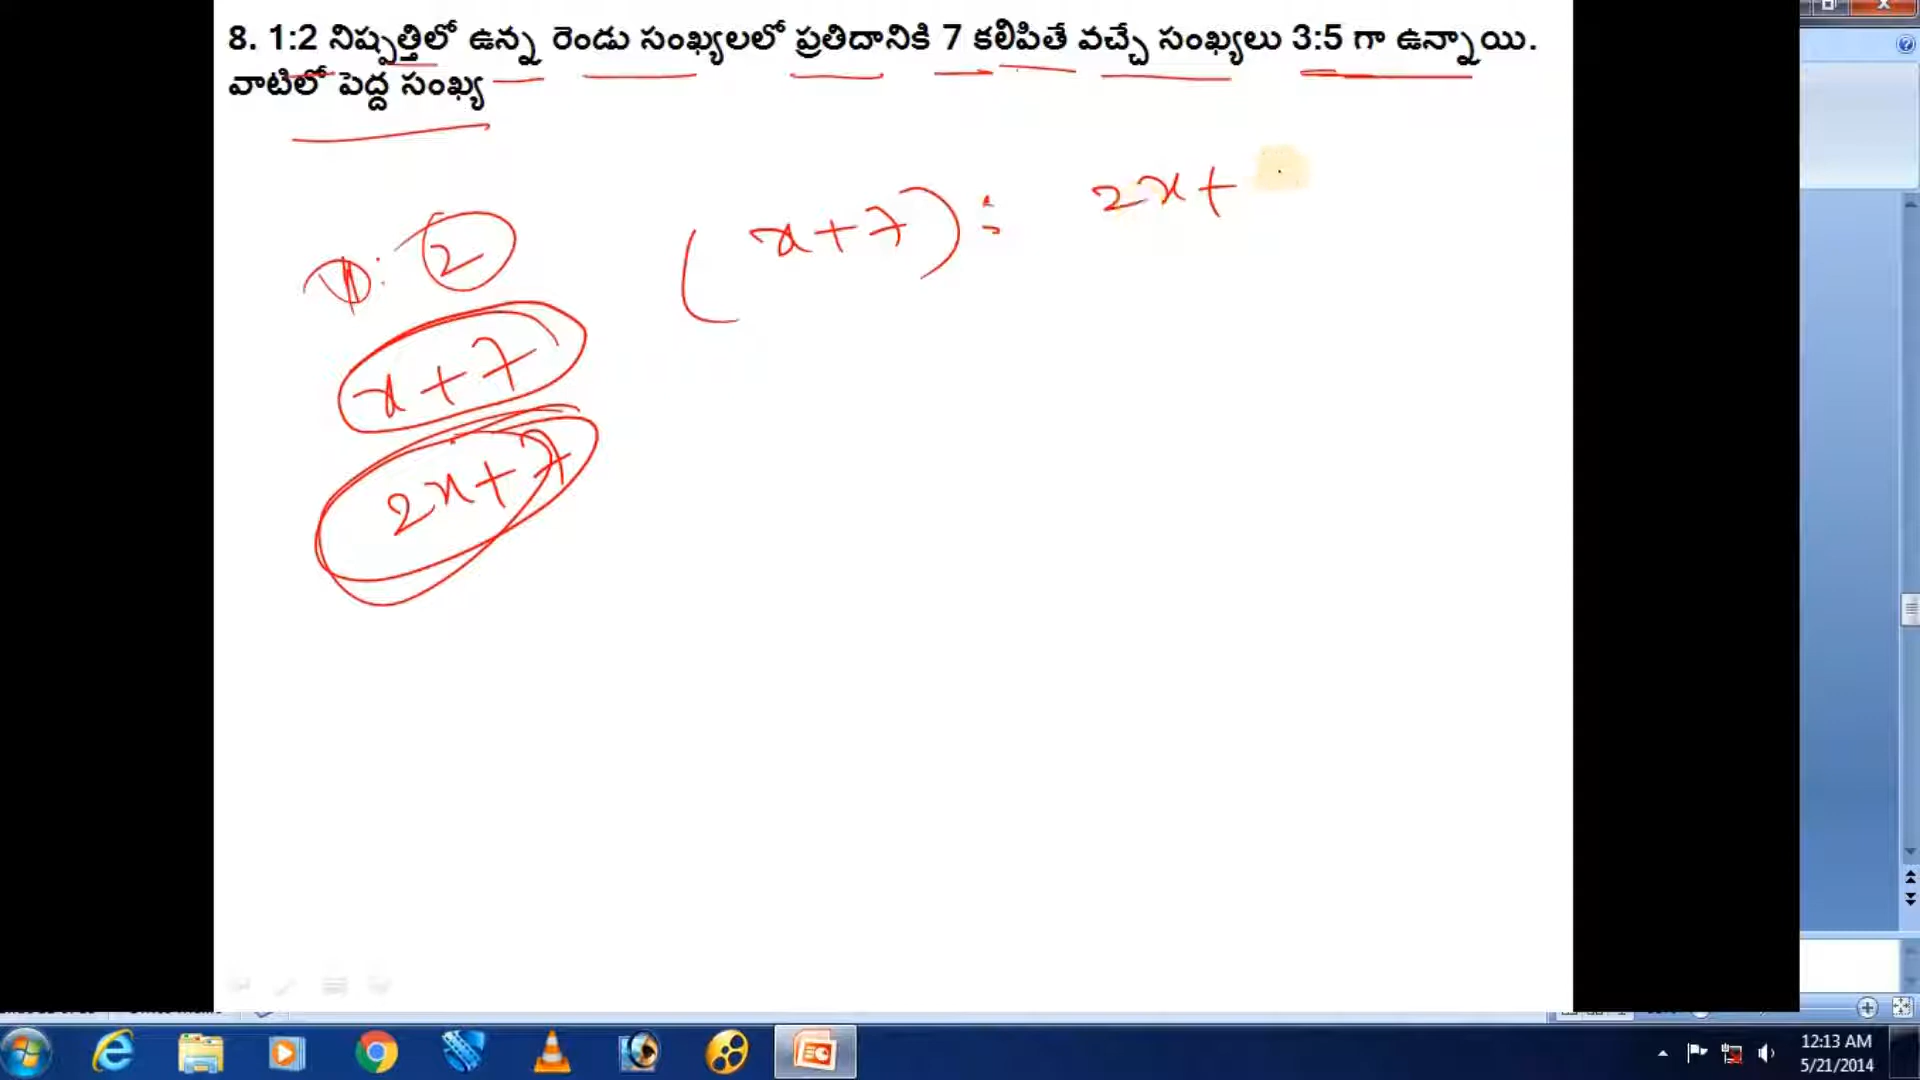 8. 1:2 నిష్పత్తిలో ఉన్న రెండు సంఖ్యలలో ప్రతిదానికి 7 కలిపితే వచ్చే సంఖ్యలు 3:5 గా ఉన్నాయి.
వాటిలో పెద్ద సంఖ్య
(x+7) : 2x+
1: 2
x+7
2x+7
12:13 AM
5/21/2014